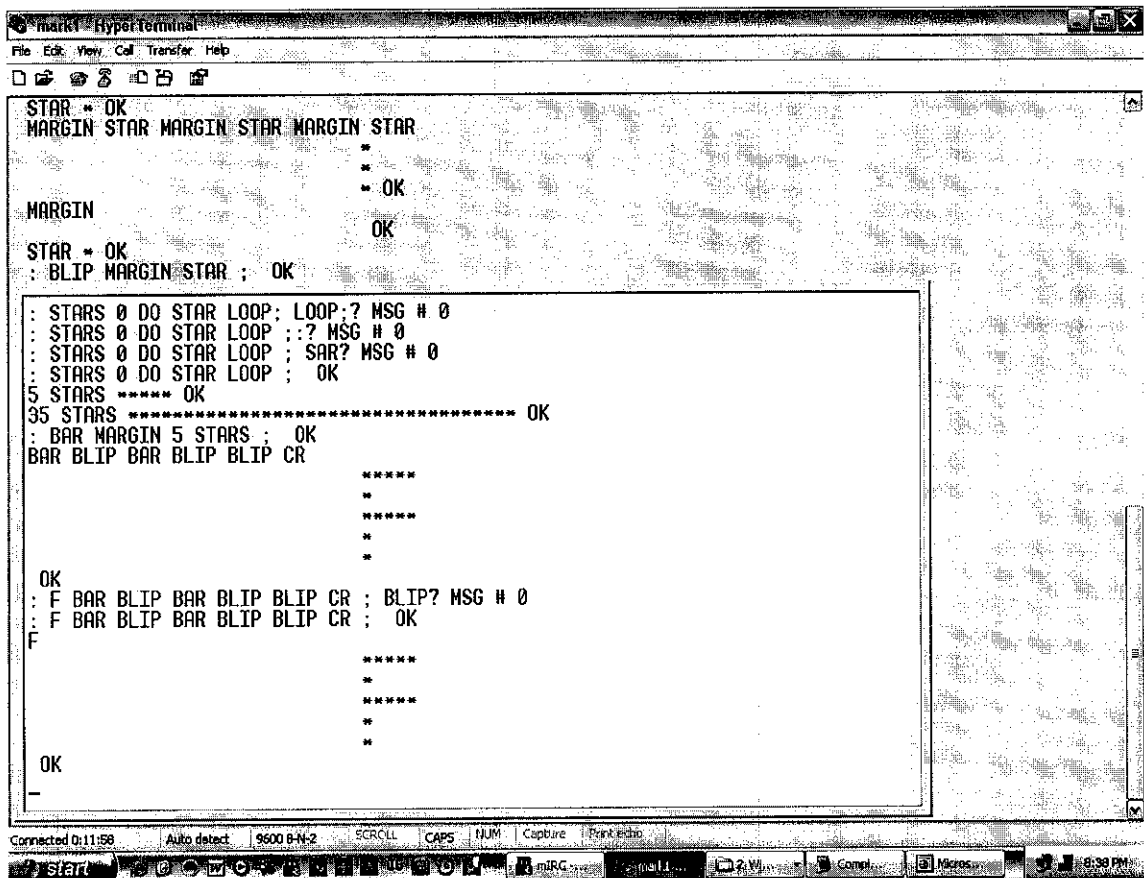 mark1 - HyperTerminal
File Edit View Call Transfer Help
STAR * OK
MARGIN STAR MARGIN STAR MARGIN STAR
*
*
* OK
MARGIN
OK
STAR * OK
: BLIP MARGIN STAR ;  OK
: STARS 0 DO STAR LOOP; LOOP;? MSG # 0
: STARS 0 DO STAR LOOP ;:? MSG # 0
: STARS 0 DO STAR LOOP ; SAR? MSG # 0
: STARS 0 DO STAR LOOP ;  OK
5 STARS ***** OK
35 STARS *********************************** OK
: BAR MARGIN 5 STARS ;  OK
BAR BLIP BAR BLIP BLIP CR
*****
*
*****
*
*
OK
: F BAR BLIP BAR BLIP BLIP CR ; BLIP? MSG # 0
: F BAR BLIP BAR BLIP BLIP CR ;  OK
F
*****
*
*****
*
*
OK
_
Connected 0:11:58 Auto detect 9600 8-N-2 SCROLL CAPS NUM Capture Print echo
start mIRC ... mark1 ... 2 Wi... Compl... Micros... 8:38 PM